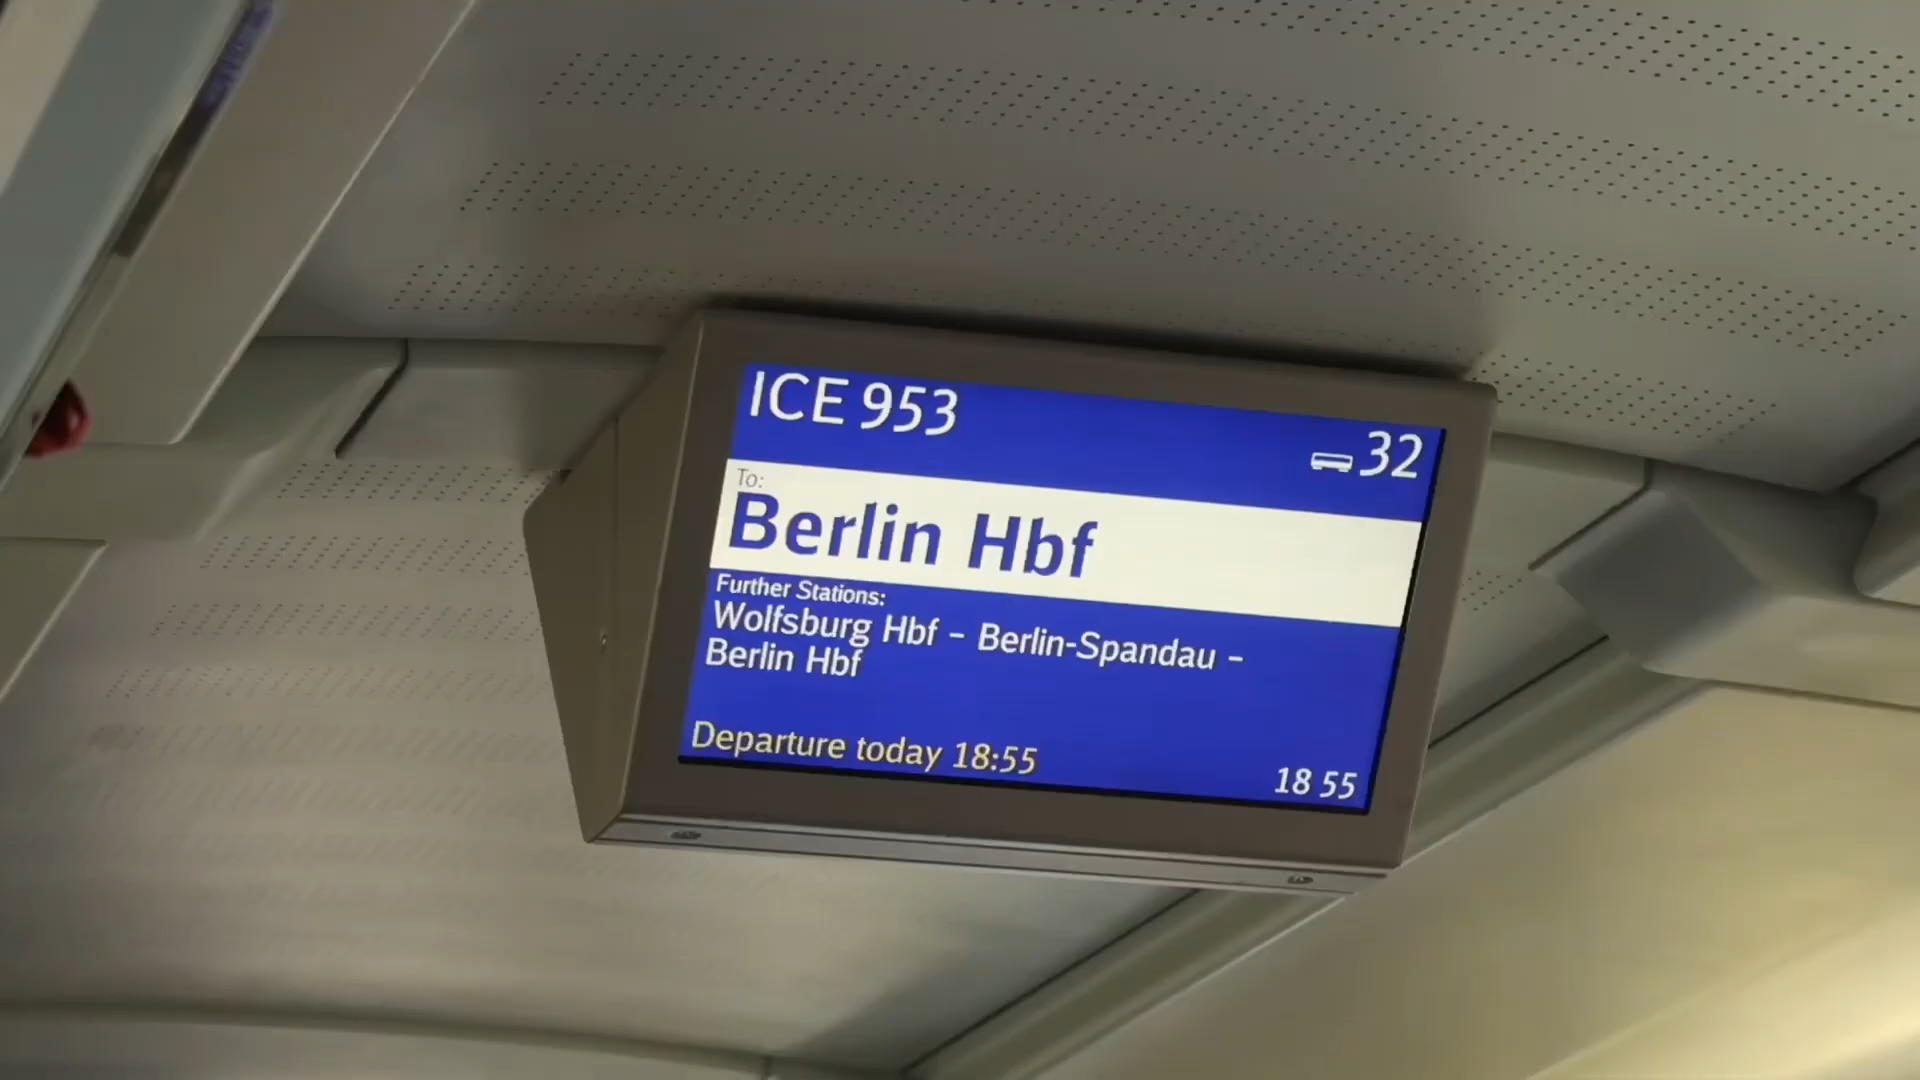 ICE 953
32
To:
Berlin Hbf
Further Stations:
Wolfsburg Hbf – Berlin-Spandau –
Berlin Hbf
Departure today 18:55
18 55